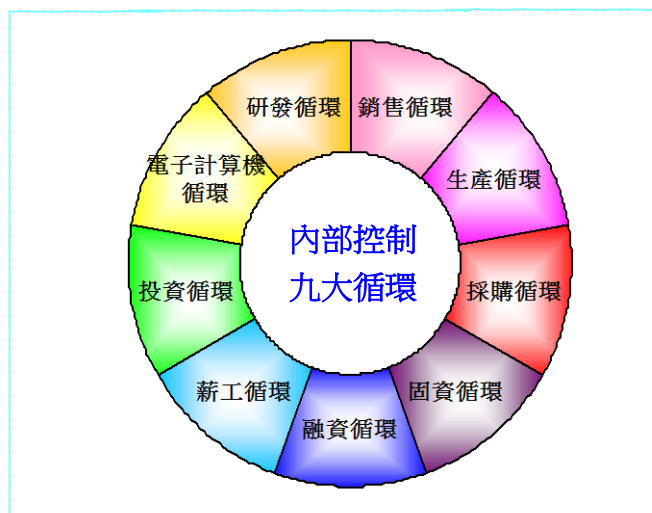 內部控制
九大循環
銷售循環
生產循環
採購循環
固資循環
融資循環
薪工循環
投資循環
電子計算機
循環
研發循環